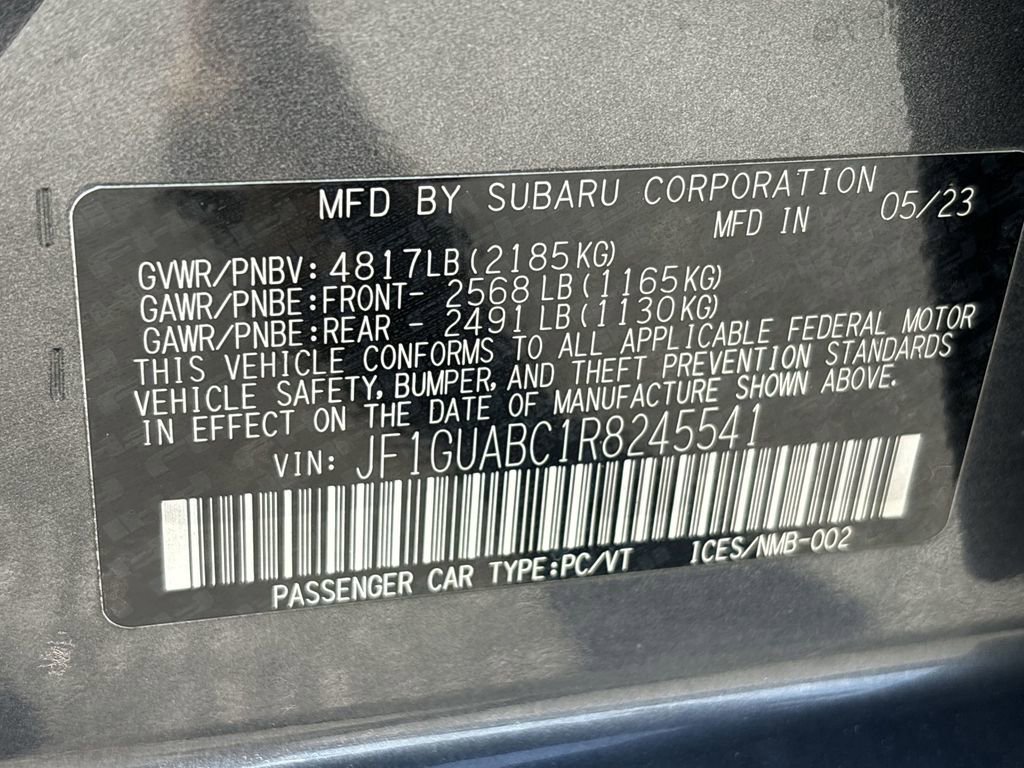 MFD BY SUBARU CORPORATION
MFD IN 05/23
GVWR/PNBV: 4817LB(2185KG)
GAWR/PNBE:FRONT- 2568 LB(1165KG)
GAWR/PNBE:REAR - 2491 LB(1130KG)
THIS VEHICLE CONFORMS TO ALL APPLICABLE FEDERAL MOTOR
VEHICLE SAFETY, BUMPER, AND THEFT PREVENTION STANDARDS
IN EFFECT ON THE DATE OF MANUFACTURE SHOWN ABOVE.
VIN: JF1GUABC1R8245541
PASSENGER CAR TYPE:PC/VT ICES/NMB-002